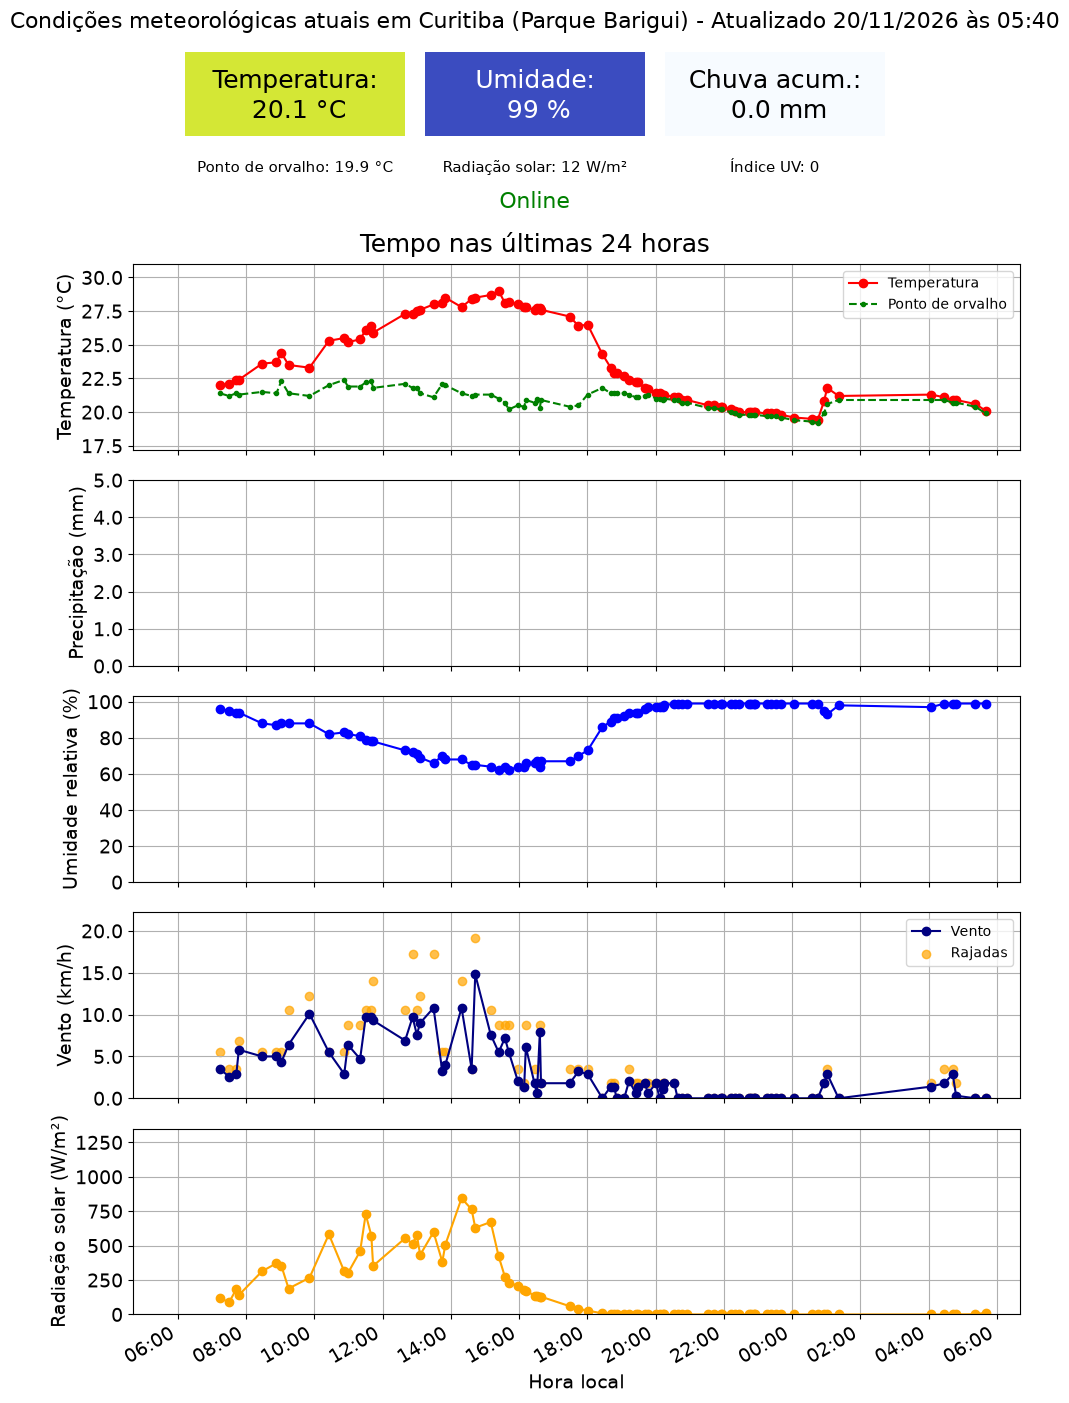 Condições meteorológicas atuais em Curitiba (Parque Barigui) - Atualizado 20/11/2026 às 05:40
Temperatura:
20.1 °C
Umidade:
99 %
Chuva acum.:
0.0 mm
Ponto de orvalho: 19.9 °C
Radiação solar: 12 W/m²
Índice UV: 0
Online
Tempo nas últimas 24 horas
Temperatura (°C)
30.0
27.5
25.0
22.5
20.0
17.5
Temperatura
Ponto de orvalho
Precipitação (mm)
5.0
4.0
3.0
2.0
1.0
0.0
Umidade relativa (%)
100
80
60
40
20
0
Vento (km/h)
20.0
15.0
10.0
5.0
0.0
Vento
Rajadas
Radiação solar (W/m²)
1250
1000
750
500
250
0
06:00
08:00
10:00
12:00
14:00
16:00
18:00
20:00
22:00
00:00
02:00
04:00
06:00
Hora local